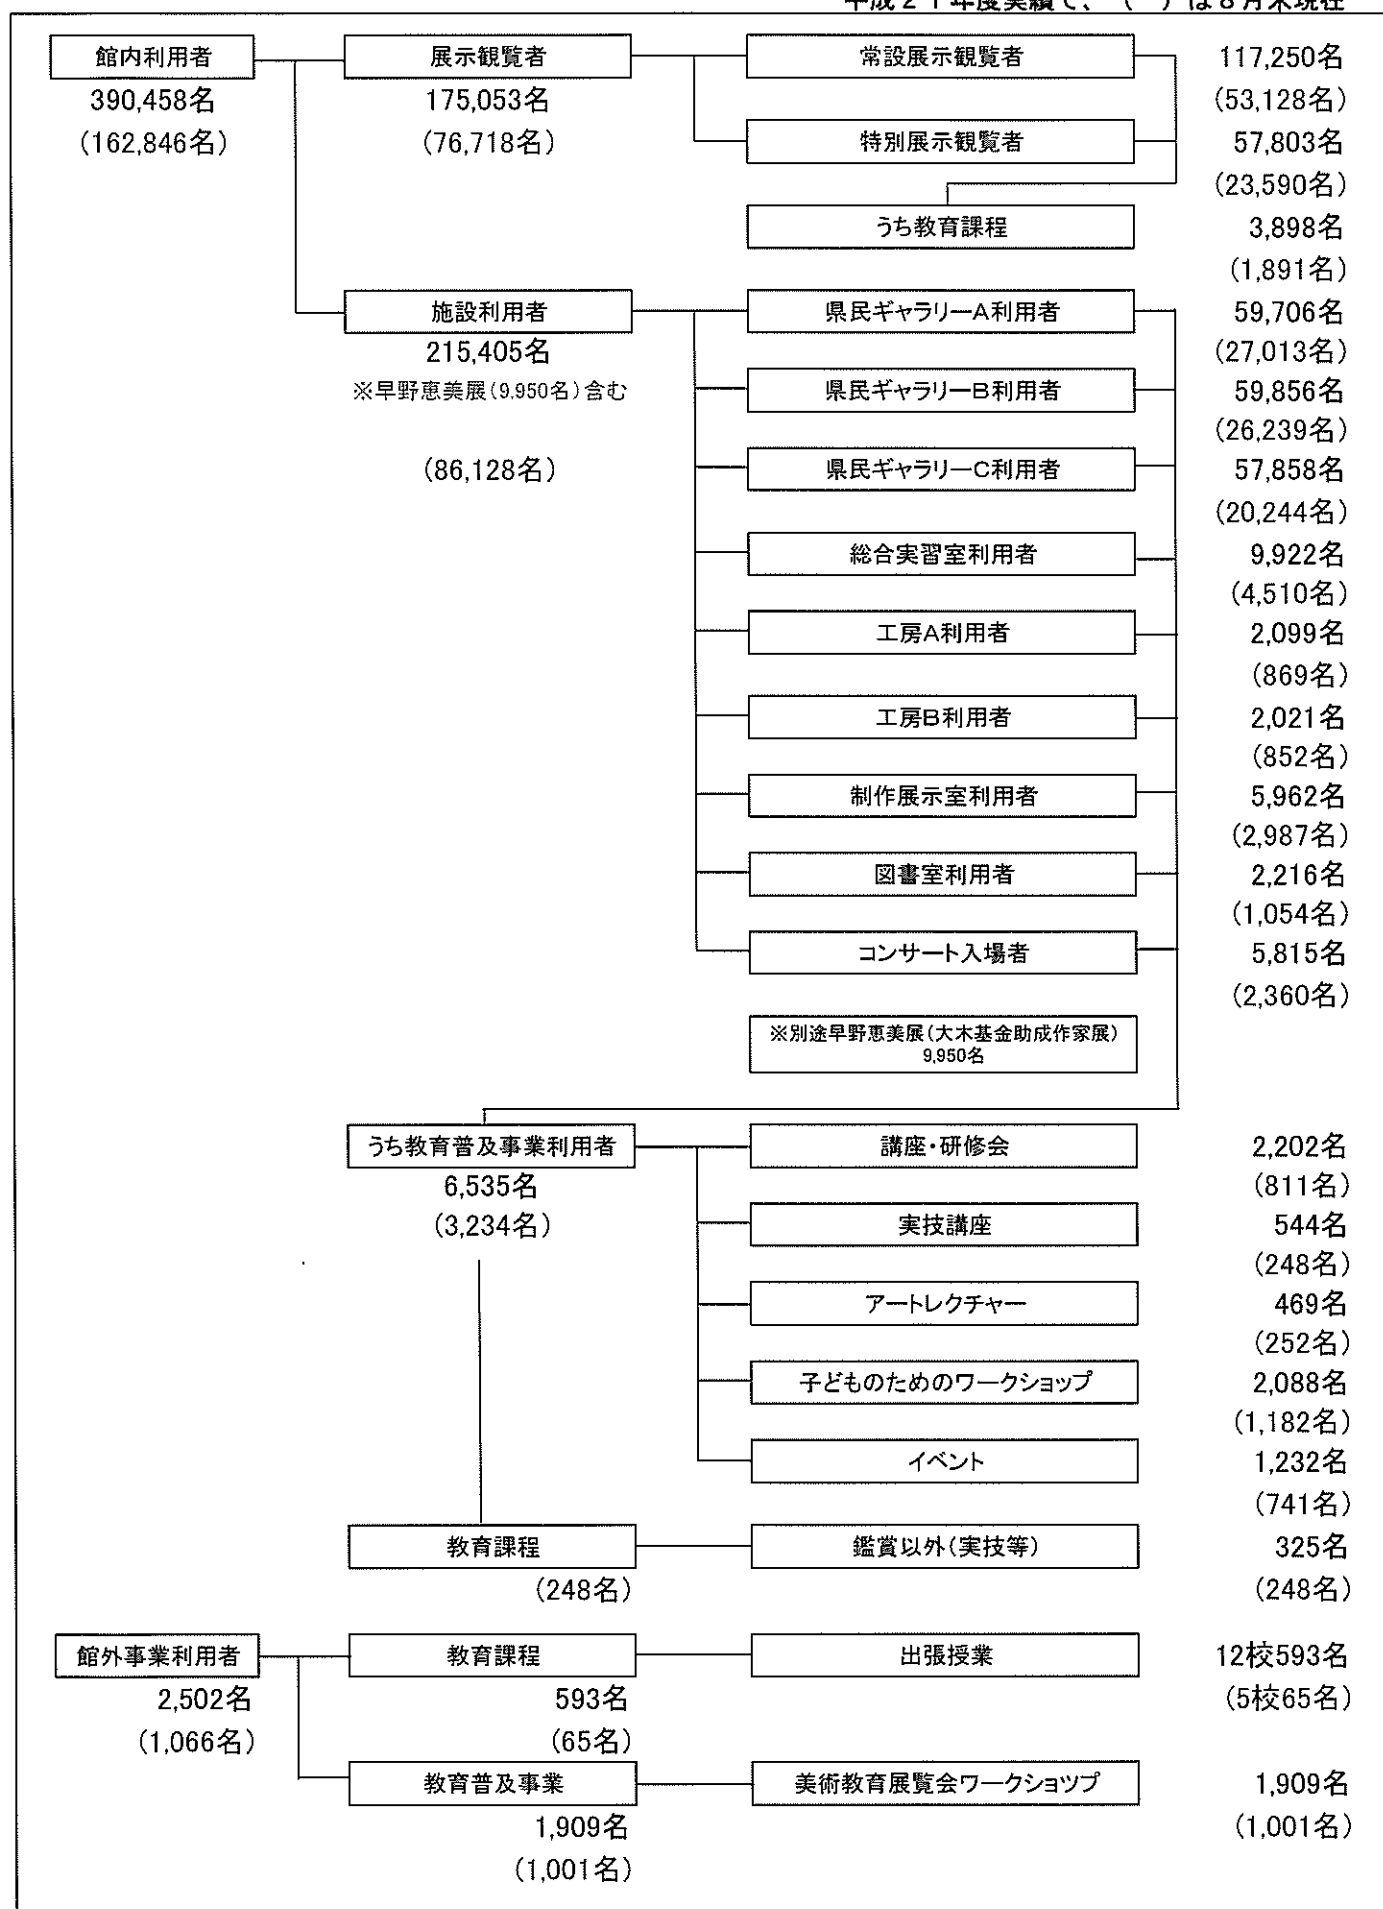 平成21年度実績で、( )は8月末現在
館内利用者 展示観覧者 常設展示観覧者 117,250名
390,458名 175,053名 (53,128名)
(162,846名) (76,718名) 特別展示観覧者 57,803名
(23,590名)
うち教育課程 3,898名
(1,891名)
施設利用者 県民ギャラリーA利用者 59,706名
215,405名 (27,013名)
※早野恵美展(9,950名)含む 県民ギャラリーB利用者 59,856名
(26,239名)
(86,128名) 県民ギャラリーC利用者 57,858名
(20,244名)
総合実習室利用者 9,922名
(4,510名)
工房A利用者 2,099名
(869名)
工房B利用者 2,021名
(852名)
制作展示室利用者 5,962名
(2,987名)
図書室利用者 2,216名
(1,054名)
コンサート入場者 5,815名
(2,360名)
※別途早野恵美展(大木基金助成作家展)
9,950名
うち教育普及事業利用者 講座・研修会 2,202名
6,535名 (811名)
(3,234名) 実技講座 544名
(248名)
アートレクチャー 469名
(252名)
子どものためのワークショップ 2,088名
(1,182名)
イベント 1,232名
(741名)
教育課程 鑑賞以外(実技等) 325名
(248名) (248名)
館外事業利用者 教育課程 出張授業 12校593名
2,502名 593名 (5校65名)
(1,066名) (65名)
教育普及事業 美術教育展覧会ワークショツプ 1,909名
1,909名 (1,001名)
(1,001名)